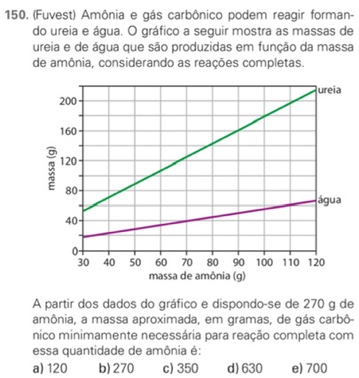 150. (Fuvest) Amônia e gás carbônico podem reagir forman-
do ureia e água. O gráfico a seguir mostra as massas de
ureia e de água que são produzidas em função da massa
de amônia, considerando as reações completas.
ureia
200
160
120
80
40
0
massa (g)
água
30 40 50 60 70 80 90 100 110 120
massa de amônia (g)
A partir dos dados do gráfico e dispondo-se de 270 g de
amônia, a massa aproximada, em gramas, de gás carbô-
nico minimamente necessária para reação completa com
essa quantidade de amônia é:
a) 120 b) 270 c) 350 d) 630 e) 700